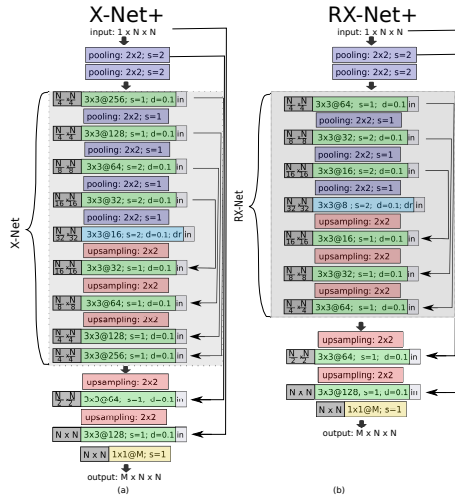 X-Net+
input: 1 x N x N
pooling: 2x2; s=2
pooling: 2x2; s=2
X-Net
N/4 x N/4 3x3@256; s=1; d=0.1 in
pooling: 2x2; s=1
N/4 x N/4 3x3@128; s=1; d=0.1 in
pooling: 2x2; s=1
N/8 x N/8 3x3@64; s=2; d=0.1 in
pooling: 2x2; s=1
N/16 x N/16 3x3@32; s=2; d=0.1 in
pooling: 2x2; s=1
N/32 x N/32 3x3@16; s=2; d=0.1; dr in
upsampling: 2x2
N/16 x N/16 3x3@32; s=1; d=0.1 in
upsampling: 2x2
N/8 x N/8 3x3@64; s=1; d=0.1 in
upsampling: 2x2
N/4 x N/4 3x3@128; s=1; d=0.1 in
N/4 x N/4 3x3@256; s=1; d=0.1 in
upsampling: 2x2
N/2 x N/2 3x3@64; s=1, d=0.1 in
upsampling: 2x2
N x N 3x3@128; s=1; d=0.1 in
N x N 1x1@M; s=1
output: M x N x N
(a)
RX-Net+
input: 1 x N x N
pooling: 2x2; s=2
pooling: 2x2; s=2
RX-Net
N/4 x N/4 3x3@64; s=1; d=0.1 in
pooling: 2x2; s=1
N/8 x N/8 3x3@32; s=2; d=0.1 in
pooling: 2x2; s=1
N/16 x N/16 3x3@16; s=2; d=0.1 in
pooling: 2x2; s=1
N/32 x N/32 3x3@8; s=2; d=0.1; dr in
upsampling: 2x2
N/16 x N/16 3x3@16; s=1; d=0.1 in
upsampling: 2x2
N/8 x N/8 3x3@32; s=1; d=0.1 in
upsampling: 2x2
N/4 x N/4 3x3@64; s=1; d=0.1 in
upsampling: 2x2
N/2 x N/2 3x3@64; s=1; d=0.1 in
upsampling: 2x2
N x N 3x3@128, s=1, d=0.1 in
N x N 1x1@M; s=1
output: M x N x N
(b)